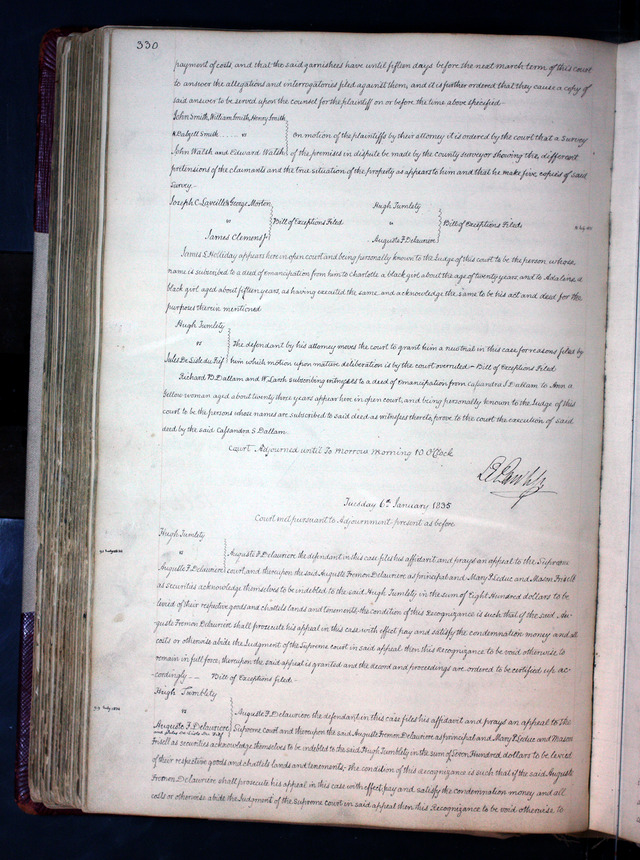 330
payment of costs, and that the said garnishees have until fifteen days before the next march term of this court
to answer the allegations and interrogatories filed against them, and it is further ordered that they cause a copy of
said answer to be served upon the counsel for the plaintiff on or before the time above specified—
John Smith, William Smith, Henry Smith
Smith ..... vs
John Walsh and Edward Walsh
On motion of the plaintiffs by their attorney it is ordered by the court that a Survey
of the premises in dispute be made by the county surveyor showing the different
pretensions of the claimants and the true situation of the property as appears to him and that he make five copies of said
survey.-
Joseph C. Laveille & George Morton
vs
James Clemens Jr
Bill of Exceptions Filed
Hugh Tumlety
vs
Auguste F. Delauriere
Bill of Exceptions Filed
James S. Holliday appears here in open court and being personally known to the Judge of this court to be the person whose
name is subscribed to a deed of emancipation from him to Charlotte a black girl about the age of twenty years, and to Adaline, a
black girl aged about fifteen years, as having executed the same, and acknowledge the same to be his act and deed for the
purposes therein mentioned
Hugh Tumlety
vs
Jules De Lisle du Fif
The defendant by his attorney moves the court to grant him a new trial in this case for reasons filed by
him which motion upon mature deliberation is by the court overruled – Bill of Exceptions Filed
Richard D. Dallam and W. subscribing witnesses to a deed of emancipation from Cassandra S Dallam to Ann a
yellow woman aged about twenty three years appear here in open court, and being personally known to the Judge of this
court to be the persons whose names are subscribed to said deed as witnesses thereto, prove to the court the execution of said
deed by the said Cassandra S. Dallam
Court Adjourned until To morrow morning 10 O'Clock
Tuesday 6th January 1835
Court met pursuant to Adjournment. present as before
Hugh Tumlety
vs
Auguste F. Delauriere
Auguste F. Delauriere the defendant in this case files his affidavit and prays an appeal to the Supreme
court and thereupon the said Auguste Fremon Delauriere as principal and Mary P. Leduc and Mason Frisell
as securities acknowledge themselves to be indebted to the said Hugh Tumlety in the sum of Eight Hundred dollars to be
levied of their respective goods and chattels lands and tenements. the condition of this Recognizance is such that if the said Au-
guste Fremon Delauriere shall prosecute his appeal in this case with effect pay and satisfy the condemnation money and all
costs or otherwise abide the Judgment of the Supreme court in said appeal then this Recognizance to be void otherwise to
remain in full force, thereupon the said appeal is granted and the record and proceedings are ordered to be certified up ac-
cordingly — Bill of Exceptions filed.-
Hugh Tumblety
vs
Auguste F. Delauriere
and Jules De Lisle Du Fif
Auguste F. Delauriere the defendant in this case files his affidavit and prays an appeal to The
Supreme court and thereupon the said Auguste Fremon Delauriere as principal, and Mary P. Leduc and Mason
Frisell as securities acknowledge themselves to be indebted to the said Hugh Tumblety in the sum of Seven Hundred dollars to be levied
of their respective goods and chattels lands and tenements,- The condition of this Recognizance is such that if the said Auguste
Fremon Delauriere shall prosecute his appeal in this case with effect pay and satisfy the condemnation money and all
costs or otherwise abide the Judgment of the Supreme court in said appeal then this Recognizance to be void otherwise to